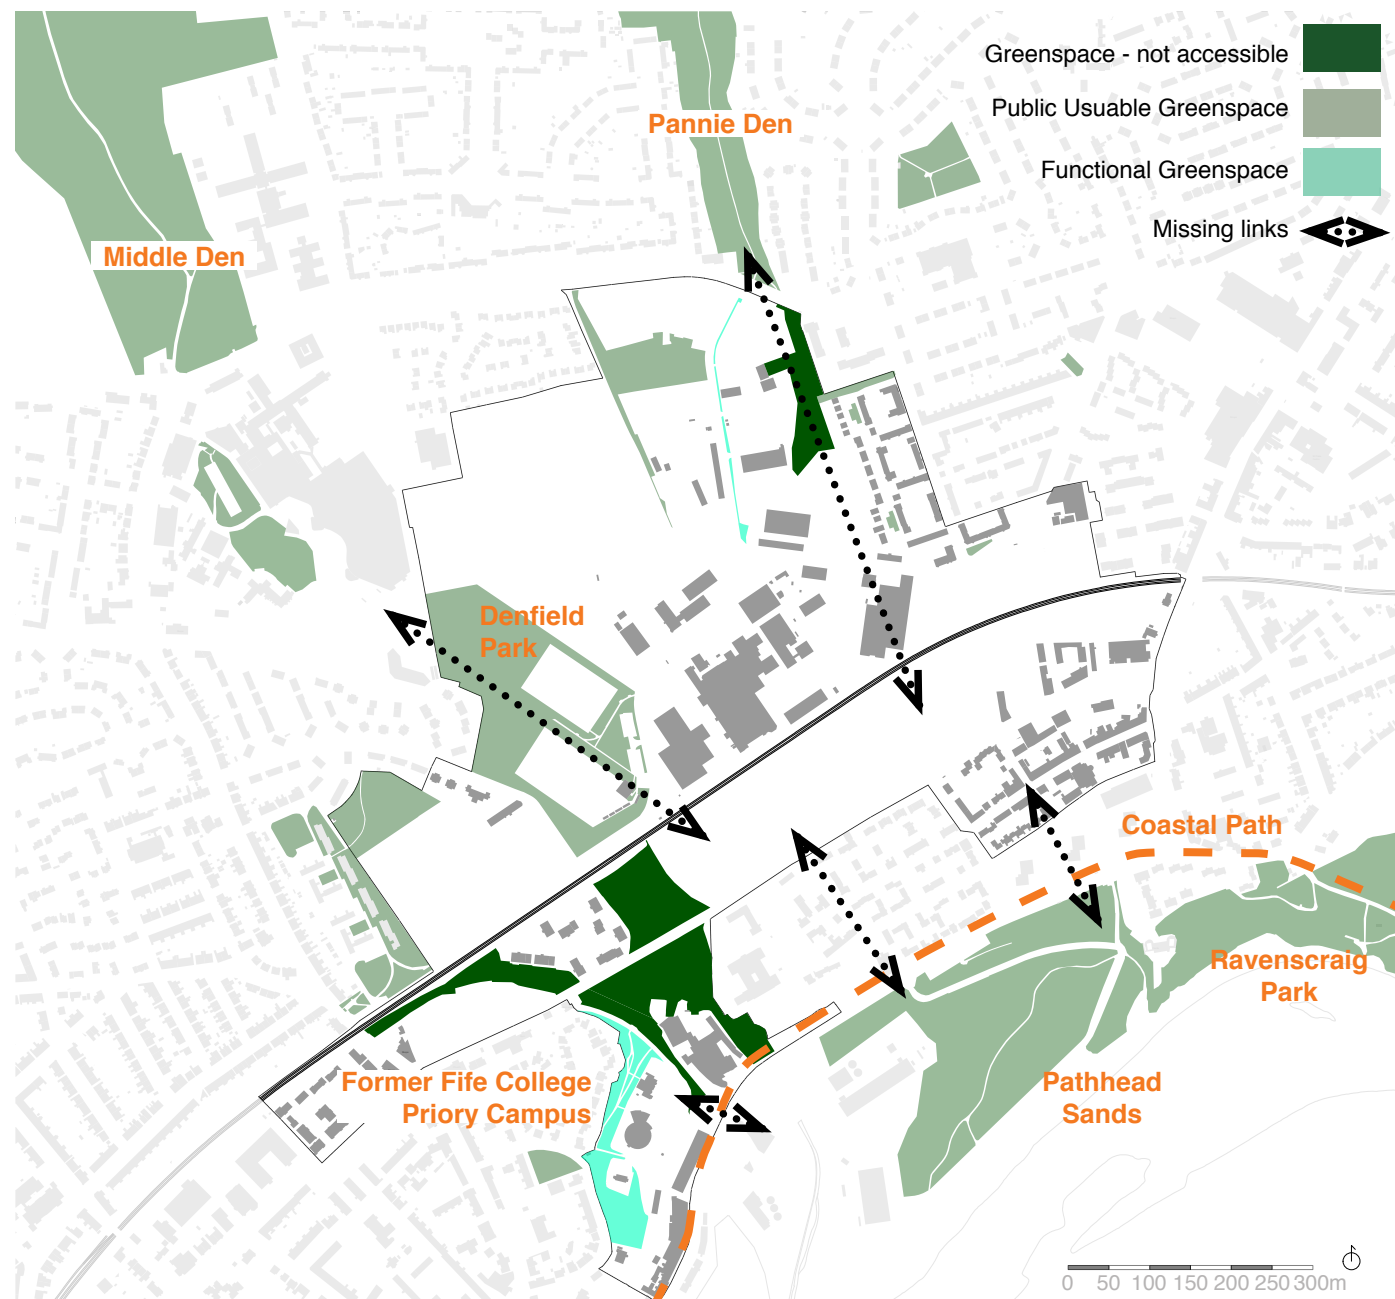 Greenspace - not accessible
Public Usuable Greenspace
Functional Greenspace
Missing links
Pannie Den
Middle Den
Denfield
Park
Coastal Path
Ravenscraig
Park
Former Fife College
Priory Campus
Pathhead
Sands
0 50 100 150 200 250 300m